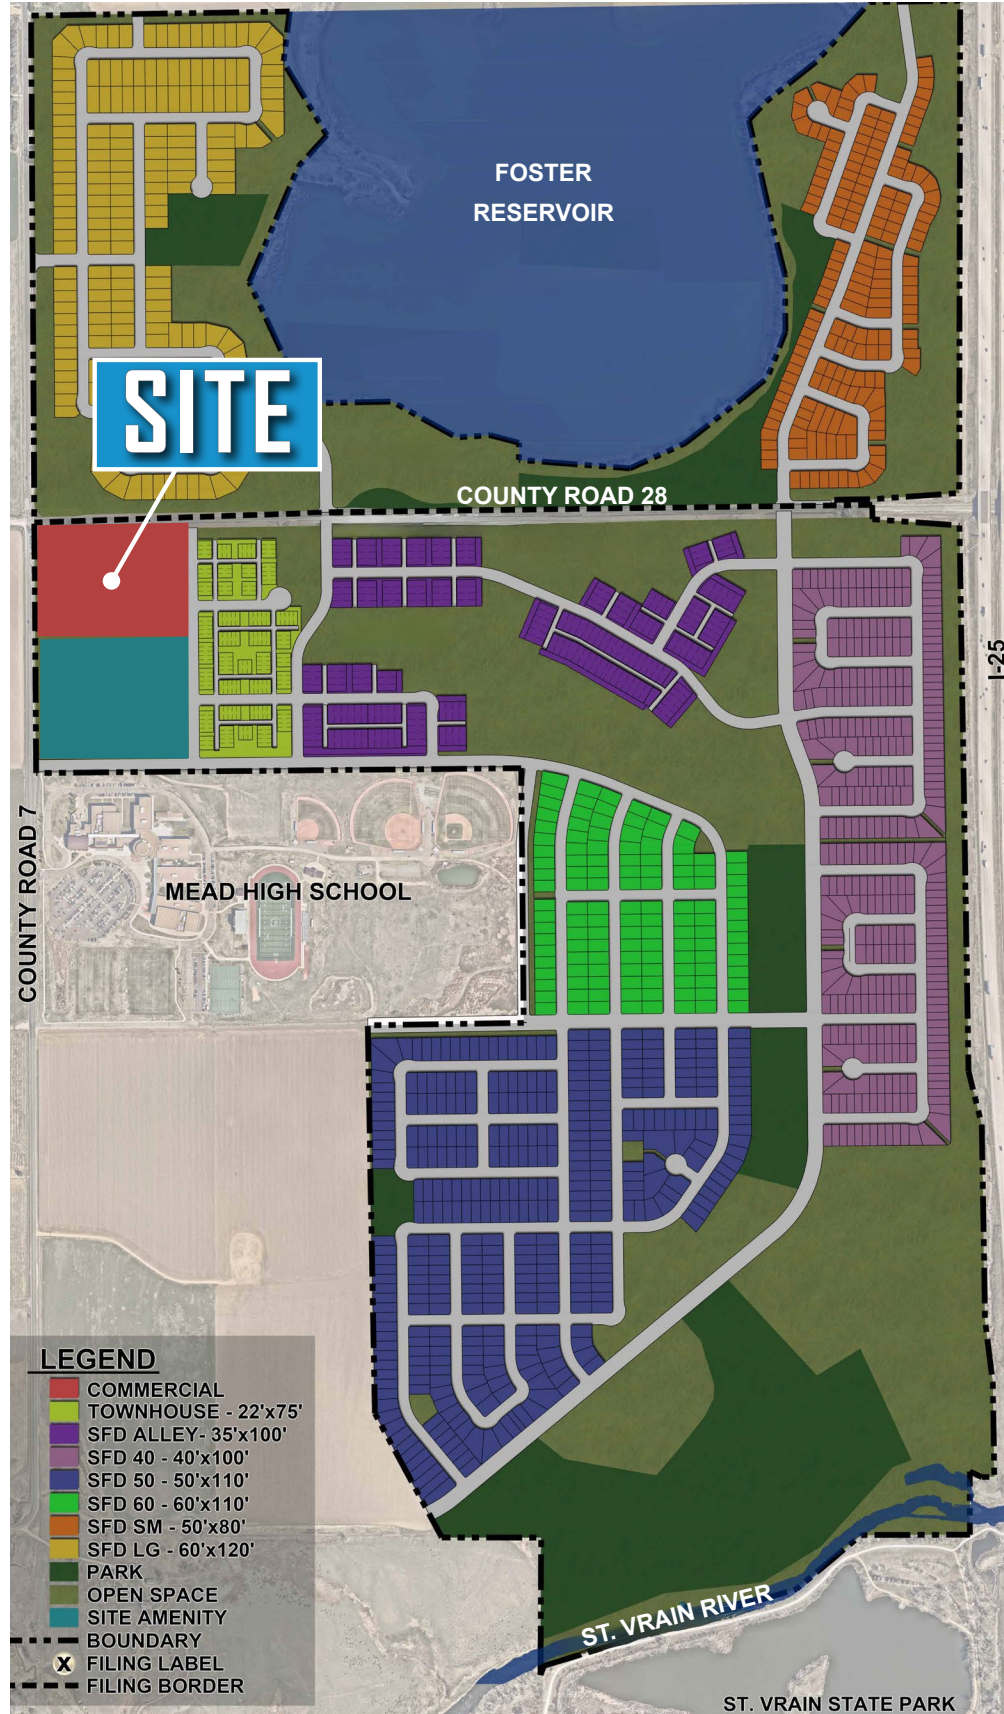 FOSTER
RESERVOIR
SITE
COUNTY ROAD 28
I-25
COUNTY ROAD 7
MEAD HIGH SCHOOL
LEGEND
COMMERCIAL
TOWNHOUSE - 22'x75'
SFD ALLEY- 35'x100'
SFD 40 - 40'x100'
SFD 50 - 50'x110'
SFD 60 - 60'x110'
SFD SM - 50'x80'
SFD LG - 60'x120'
PARK
OPEN SPACE
SITE AMENITY
BOUNDARY
X FILING LABEL
FILING BORDER
ST. VRAIN RIVER
ST. VRAIN STATE PARK